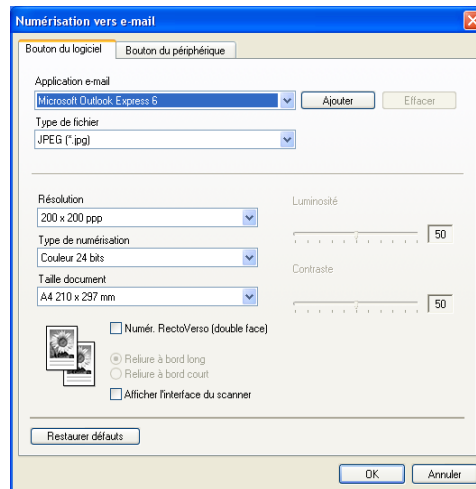 Numérisation vers e-mail
Bouton du logiciel Bouton du périphérique
Application e-mail
Microsoft Outlook Express 6 Ajouter Effacer
Type de fichier
JPEG (*.jpg)
Résolution Luminosité
200 x 200 ppp
50
Type de numérisation
Couleur 24 bits
Contraste
Taille document
A4 210 x 297 mm 50
Numér. RectoVerso (double face)
Reliure à bord long
Reliure à bord court
Afficher l'interface du scanner
Restaurer défauts
OK Annuler